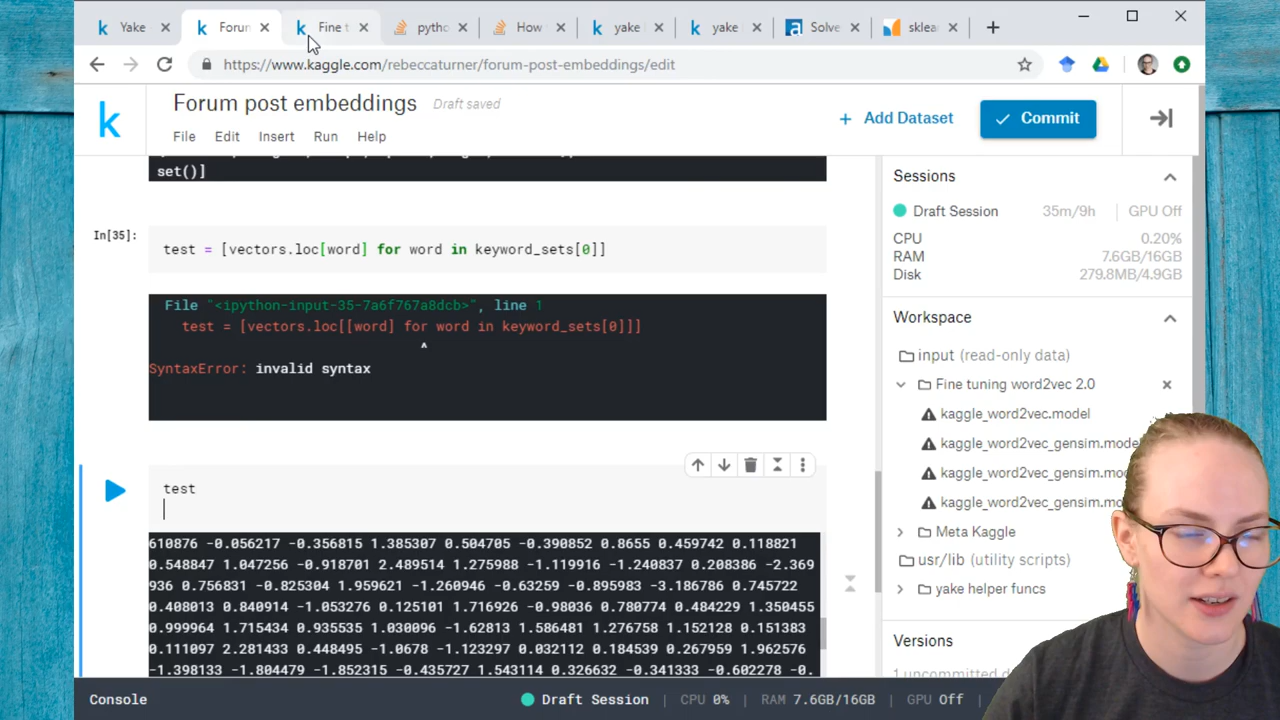 Yake
Forum
Fine t
pytho
How
yake
yake
Solve
sklea
https://www.kaggle.com/rebeccaturner/forum-post-embeddings/edit
k
Forum post embeddings
Draft saved
File Edit Insert Run Help
+ Add Dataset
Commit
set()]
In[35]:
test = [vectors.loc[word] for word in keyword_sets[0]]
File "<ipython-input-35-7a6f767a8dcb>", line 1
test = [vectors.loc[[word] for word in keyword_sets[0]]]
^
SyntaxError: invalid syntax
test
610876 -0.056217 -0.356815 1.385307 0.504705 -0.390852 0.8655 0.459742 0.118821
0.548847 1.047256 -0.918701 2.489514 1.275988 -1.119916 -1.240837 0.208386 -2.369
936 0.756831 -0.825304 1.959621 -1.260946 -0.63259 -0.895983 -3.186786 0.745722
0.408013 0.840914 -1.053276 0.125101 1.716926 -0.98036 0.780774 0.484229 1.350455
0.999964 1.715434 0.935535 1.030096 -1.62813 1.586481 1.276758 1.152128 0.151383
0.111097 2.281433 0.448495 -1.0678 -1.123297 0.032112 0.184539 0.267959 1.962576
-1.398133 -1.804479 -1.852315 -0.435727 1.543114 0.326632 -0.341333 -0.602278 -0.
Sessions
Draft Session 35m/9h GPU Off
CPU 0.20%
RAM 7.6GB/16GB
Disk 279.8MB/4.9GB
Workspace
input (read-only data)
Fine tuning word2vec 2.0
kaggle_word2vec.model
kaggle_word2vec_gensim.mode
kaggle_word2vec_gensim.mo
kaggle_word2vec_gensim.mo
Meta Kaggle
usr/lib (utility scripts)
yake helper funcs
Versions
1 uncommitted d
Console
Draft Session CPU 0% RAM 7.6GB/16GB GPU Off